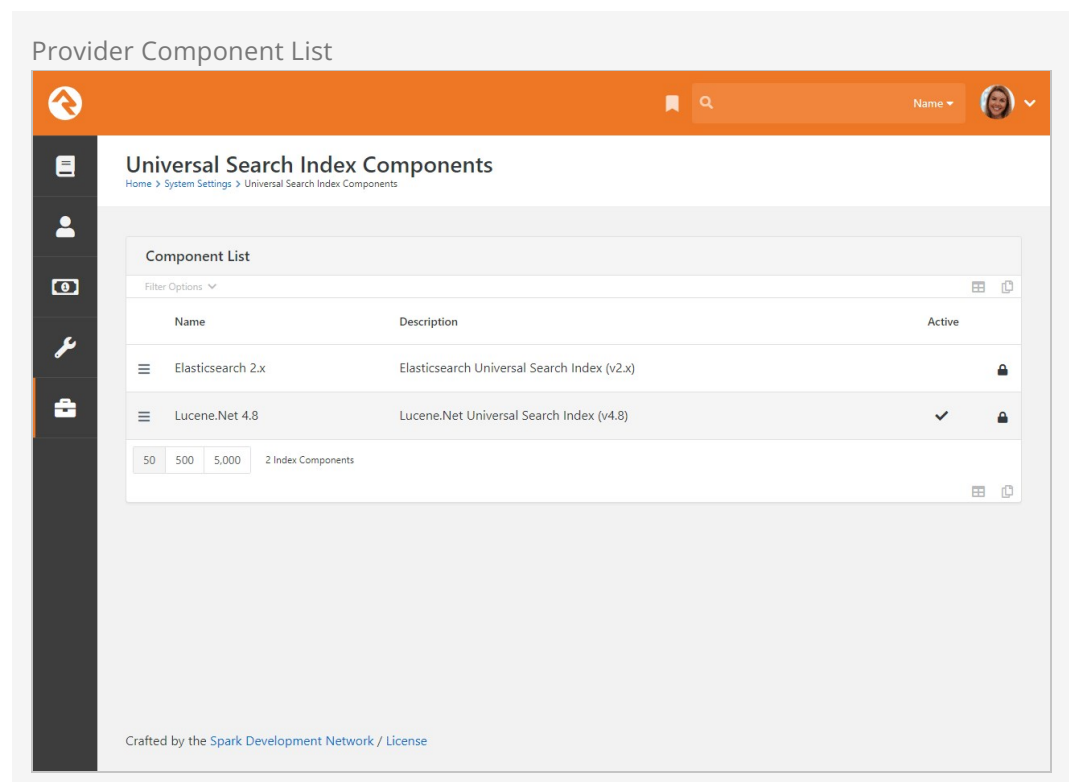 Provider Component List
Name
Universal Search Index Components
Home > System Settings > Universal Search Index Components
Component List
Filter Options
Name Description Active
Elasticsearch 2.x Elasticsearch Universal Search Index (v2.x)
Lucene.Net 4.8 Lucene.Net Universal Search Index (v4.8)
50 500 5,000 2 Index Components
Crafted by the Spark Development Network / License